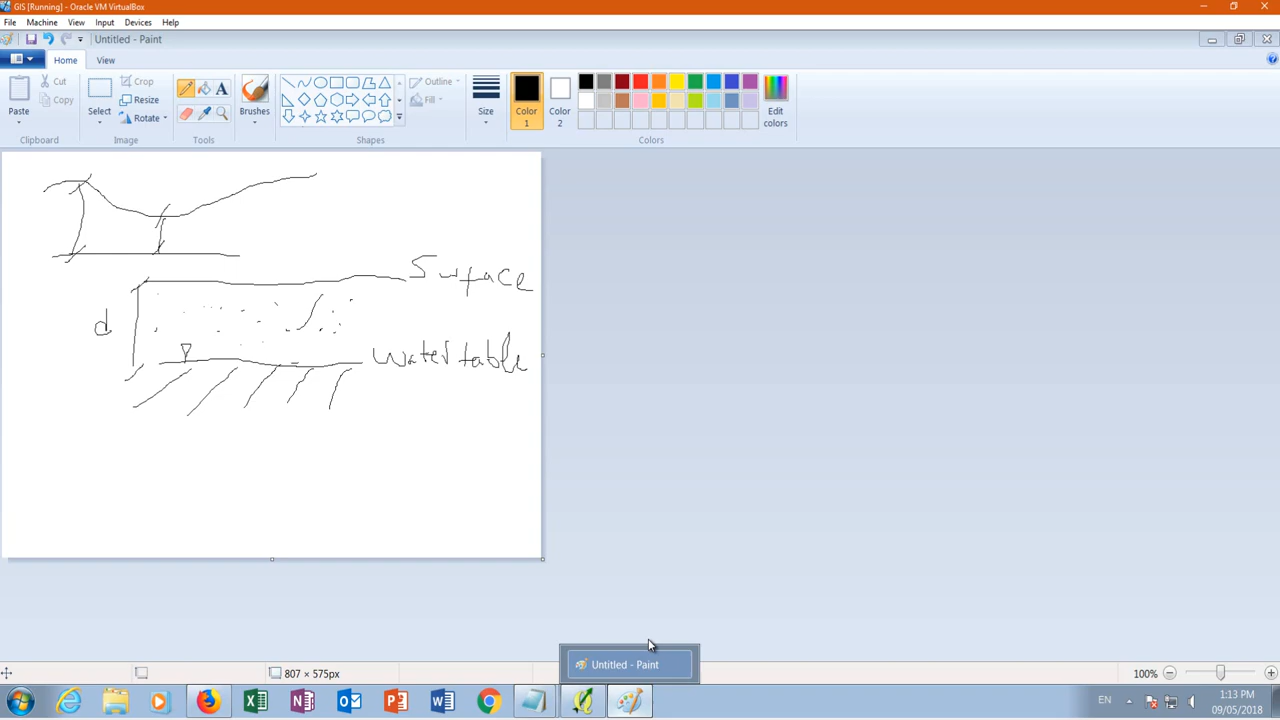 GIS [Running] - Oracle VM VirtualBox
File Machine View Input Devices Help
Untitled - Paint
Home View
Paste
Cut
Copy
Clipboard
Select
Crop
Resize
Rotate
Image
Tools
Brushes
Outline
Fill
Shapes
Size
Color 1
Color 2
Edit colors
Colors
Surface
d
water table
Untitled - Paint
807 × 575px
100%
EN
1:13 PM
09/05/2018